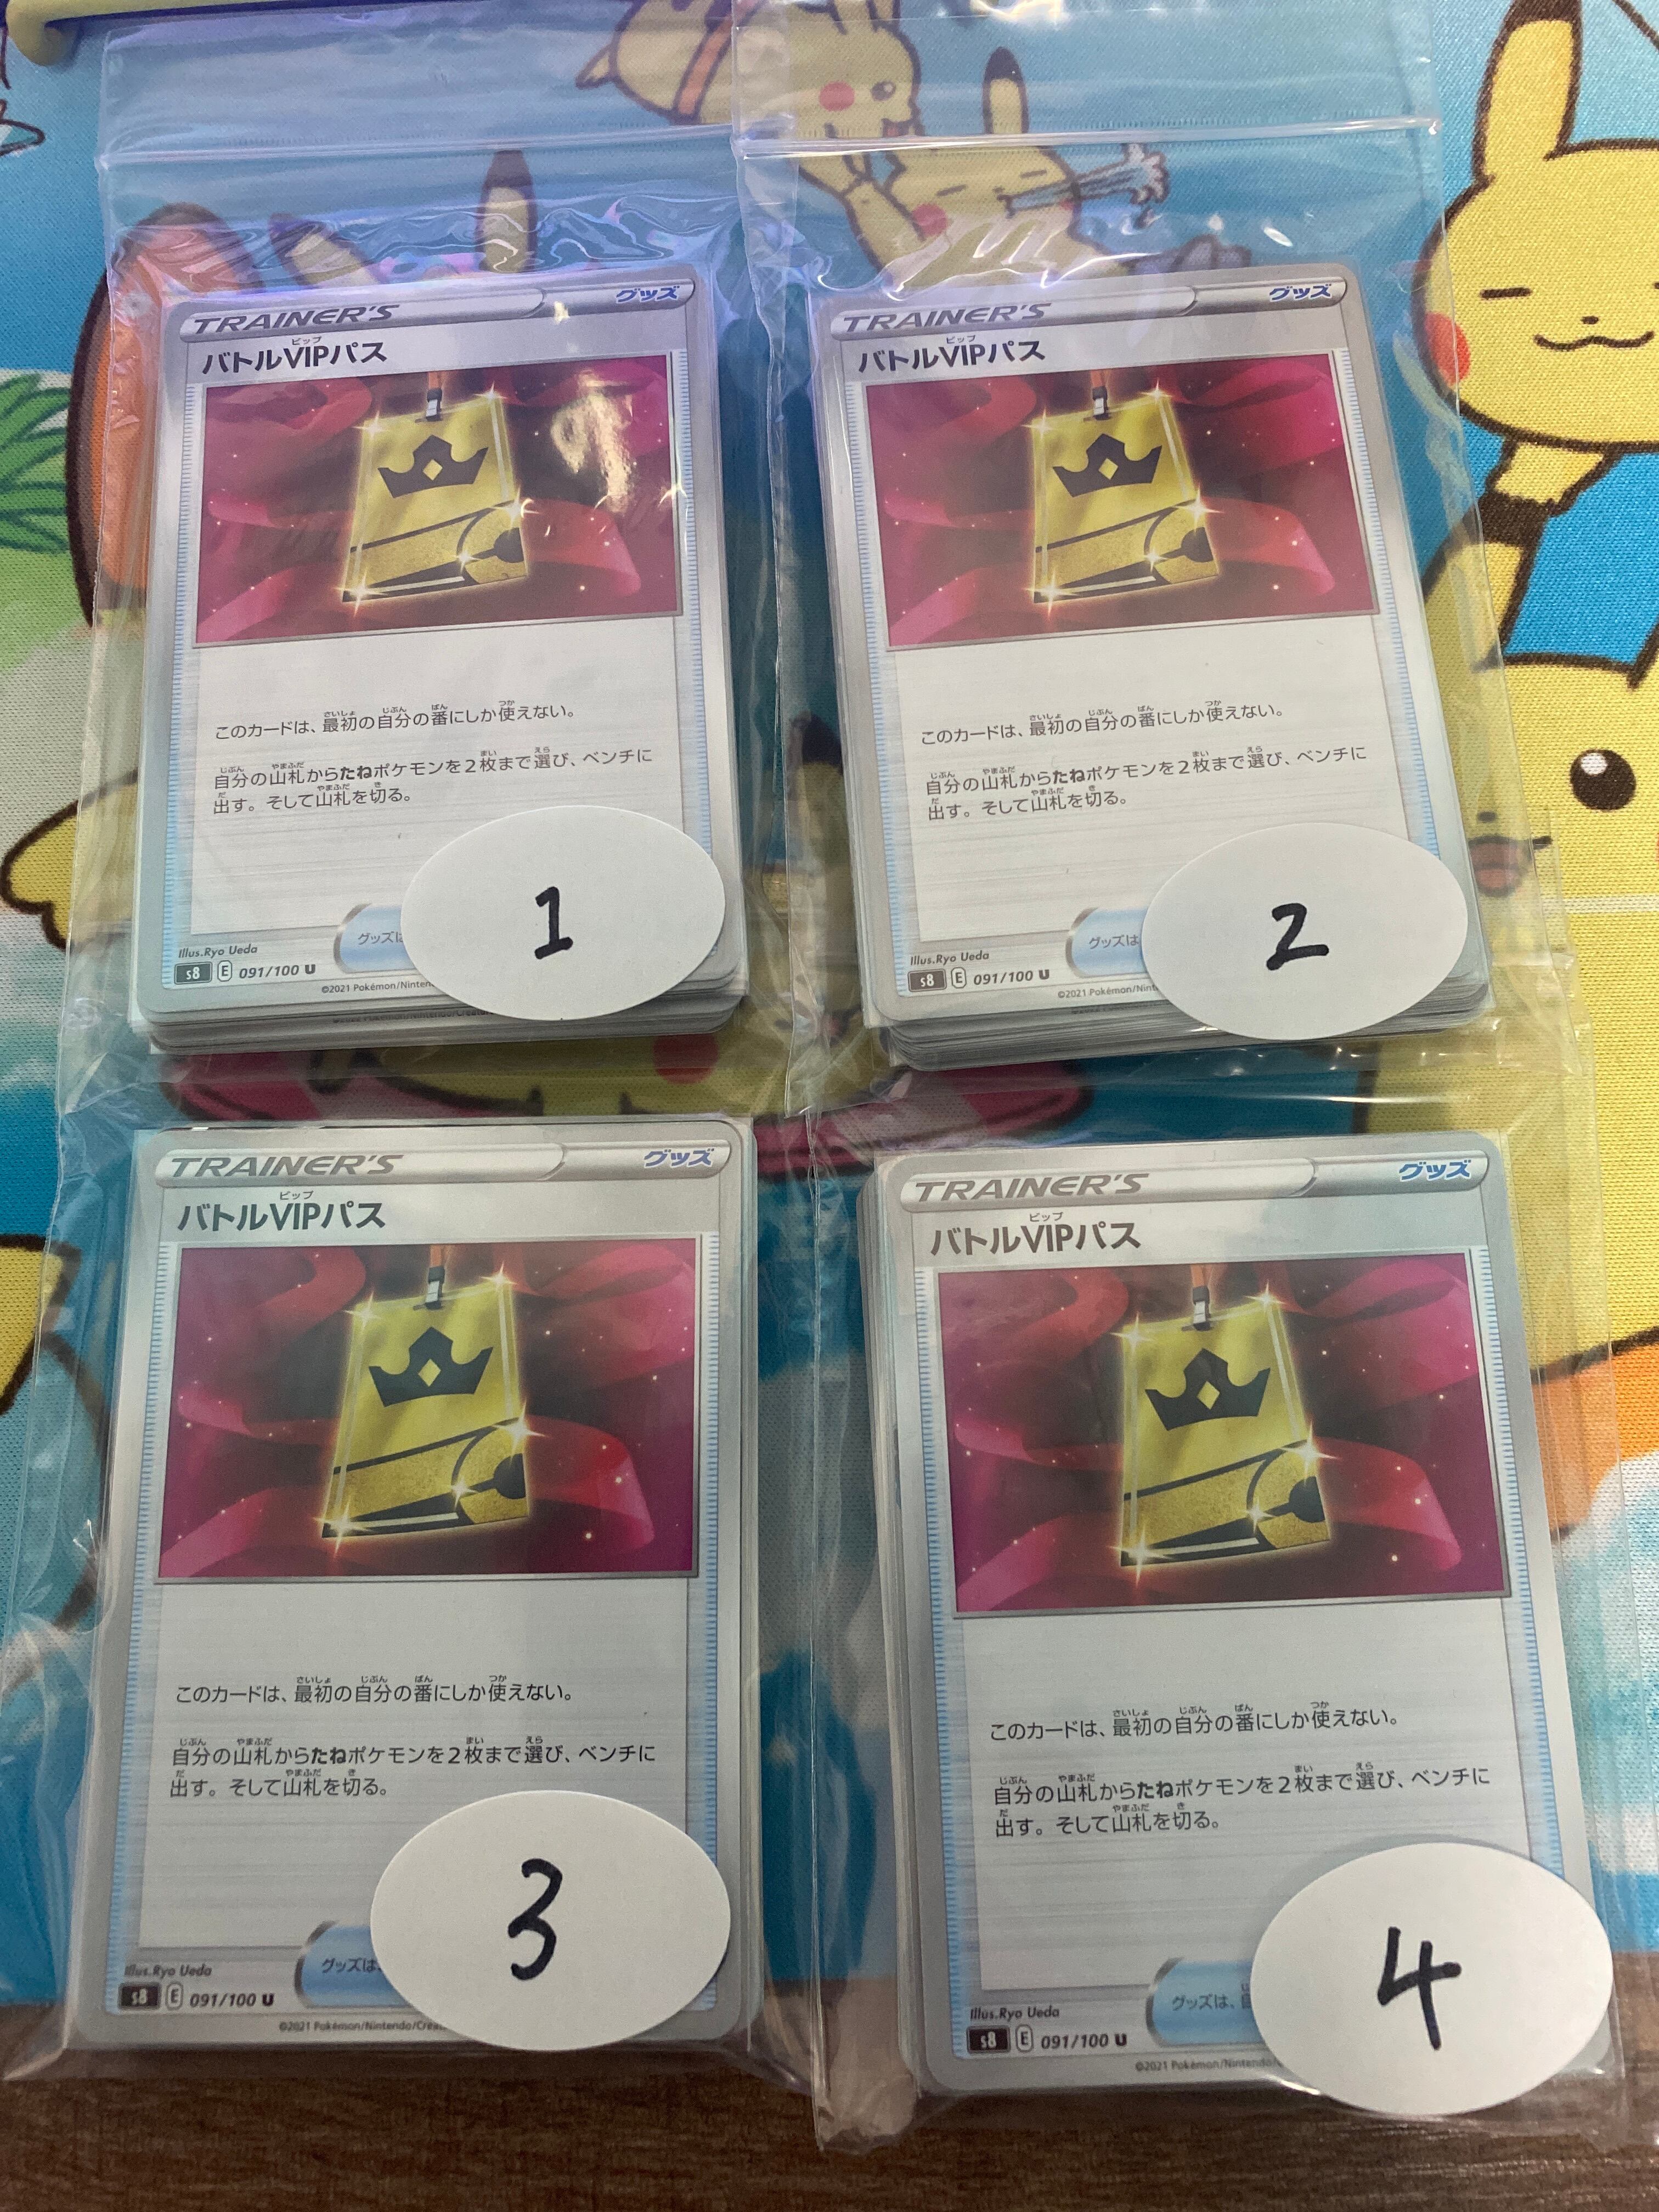 TRAINER'S グッズ
バトルVIPパス
ビップ
このカードは、最初の自分の番にしか使えない。
自分の山札からたねポケモンを2枚まで選び、ベンチに
出す。そして山札を切る。
1
グッズは
Illus.Ryo Ueda
s8 E 091/100 U
©2021 Pokémon/Ninten
TRAINER'S グッズ
バトルVIPパス
ビップ
このカードは、最初の自分の番にしか使えない。
自分の山札からたねポケモンを2枚まで選び、ベンチに
出す。そして山札を切る。
2
グッズは
Illus.Ryo Ueda
s8 E 091/100 U
©2021 Pokémon/Nint
TRAINER'S グッズ
バトルVIPパス
ビップ
このカードは、最初の自分の番にしか使えない。
自分の山札からたねポケモンを2枚まで選び、ベンチに
出す。そして山札を切る。
3
グッズは、
Illus.Ryo Ueda
s8 E 091/100 U
©2021 Pokémon/Nintendo/Creat
TRAINER'S グッズ
バトルVIPパス
ビップ
このカードは、最初の自分の番にしか使えない。
自分の山札からたねポケモンを2枚まで選び、ベンチに
出す。そして山札を切る。
4
グッズは、
Illus.Ryo Ueda
s8 E 091/100 U
©2021 Pokémon/Nintendo